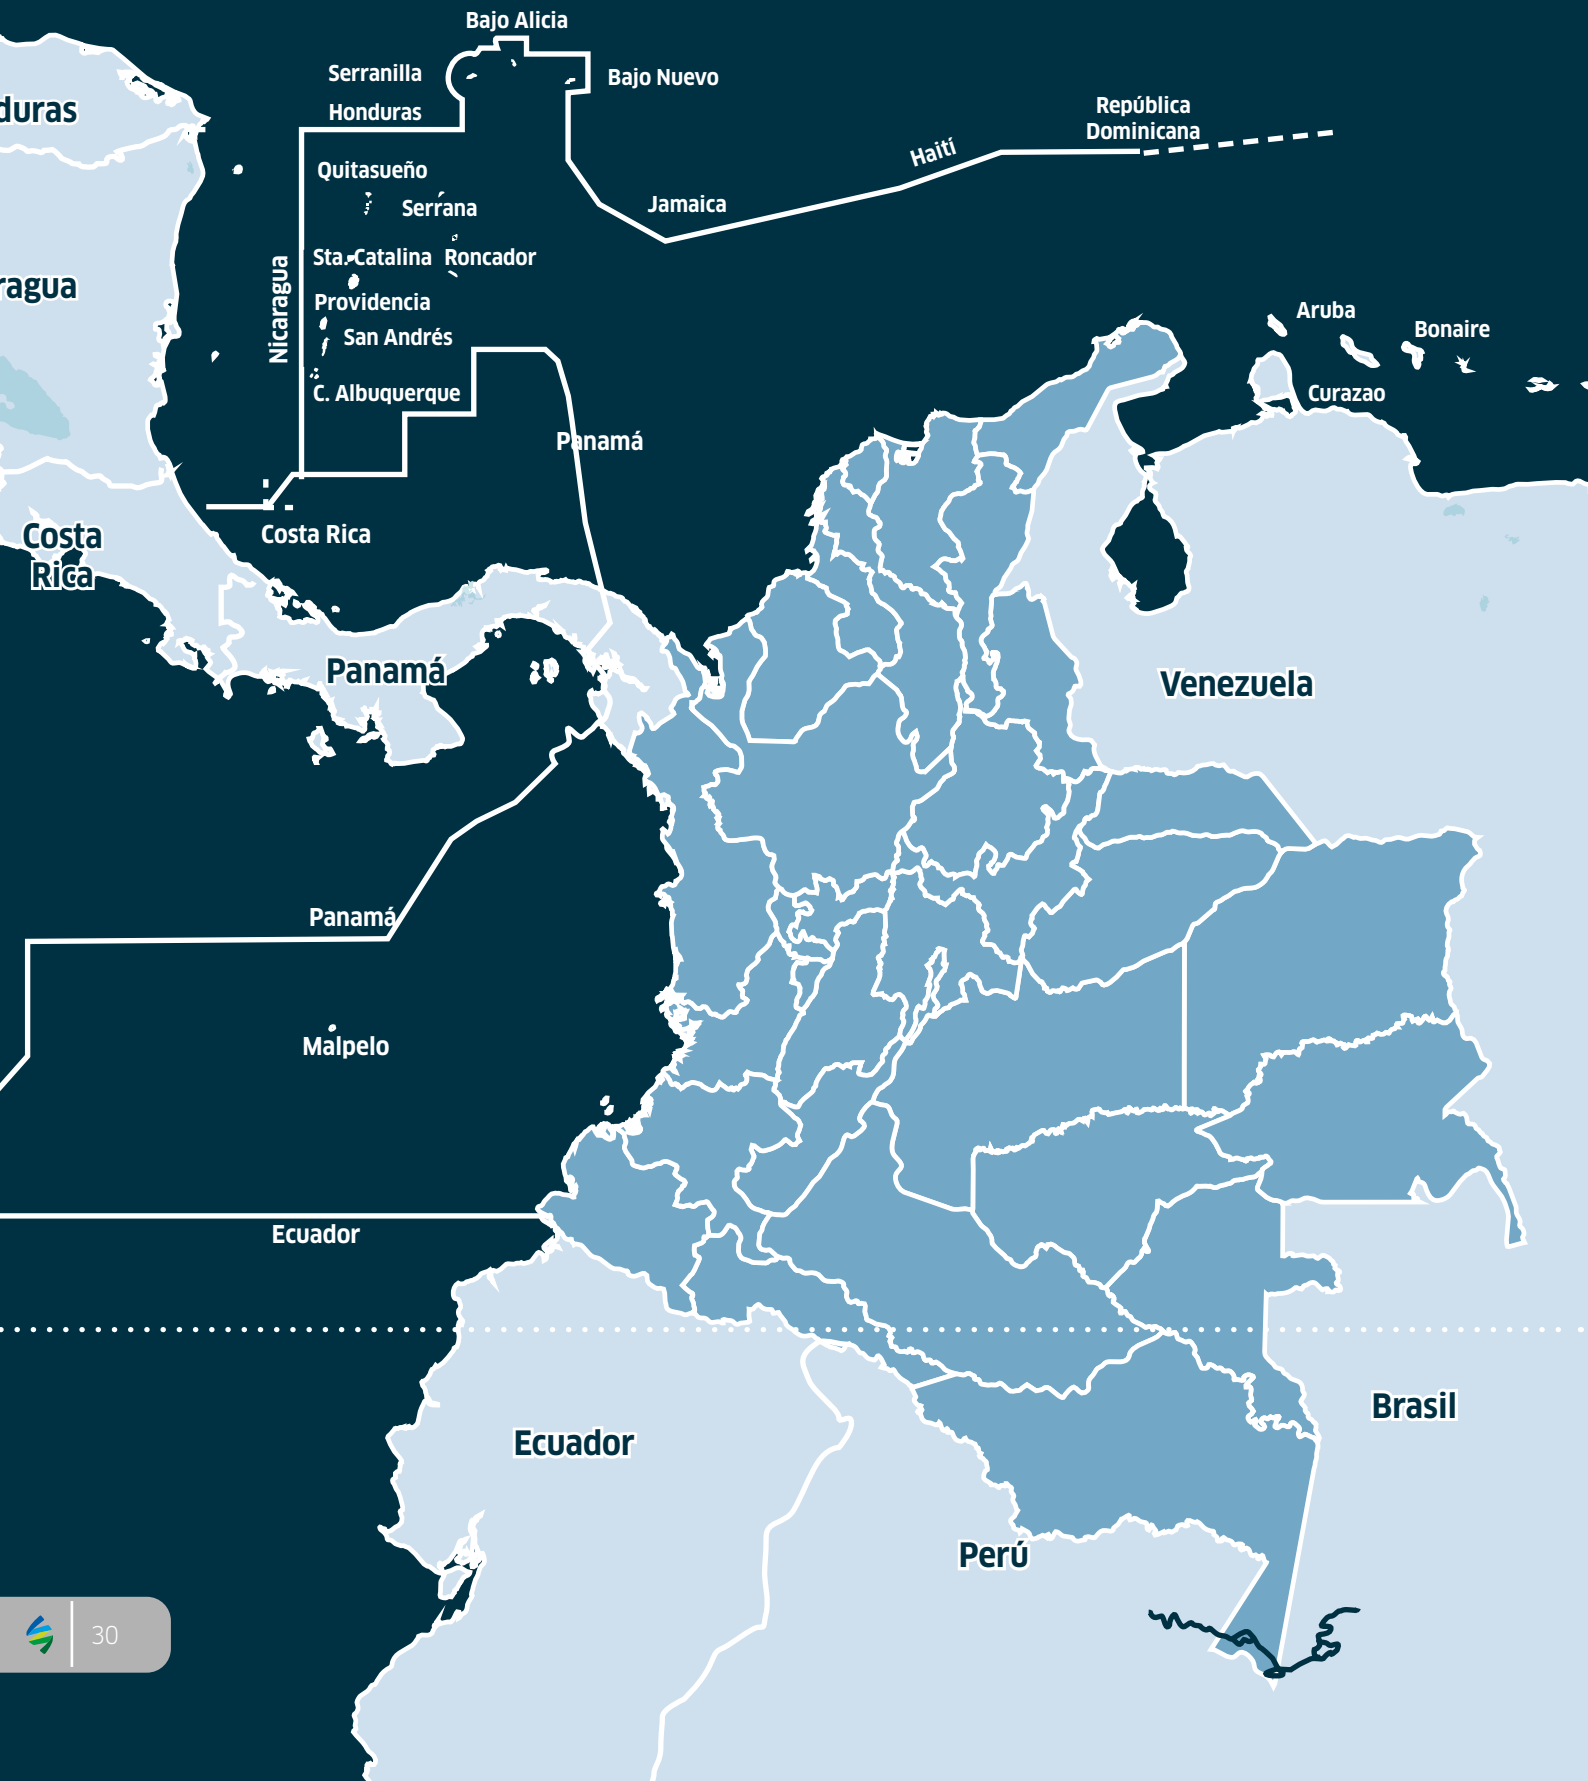 Bajo Alicia
Serranilla
Bajo Nuevo
Honduras
República
Dominicana
duras
Haití
Quitasueño
Serrana
Jamaica
Sta. Catalina
Roncador
Nicaragua
ragua
Providencia
Aruba
San Andrés
Bonaire
C. Albuquerque
Curazao
Panamá
Costa Rica
Costa
Rica
Panamá
Venezuela
Panamá
Malpelo
Ecuador
Brasil
Ecuador
Perú
30